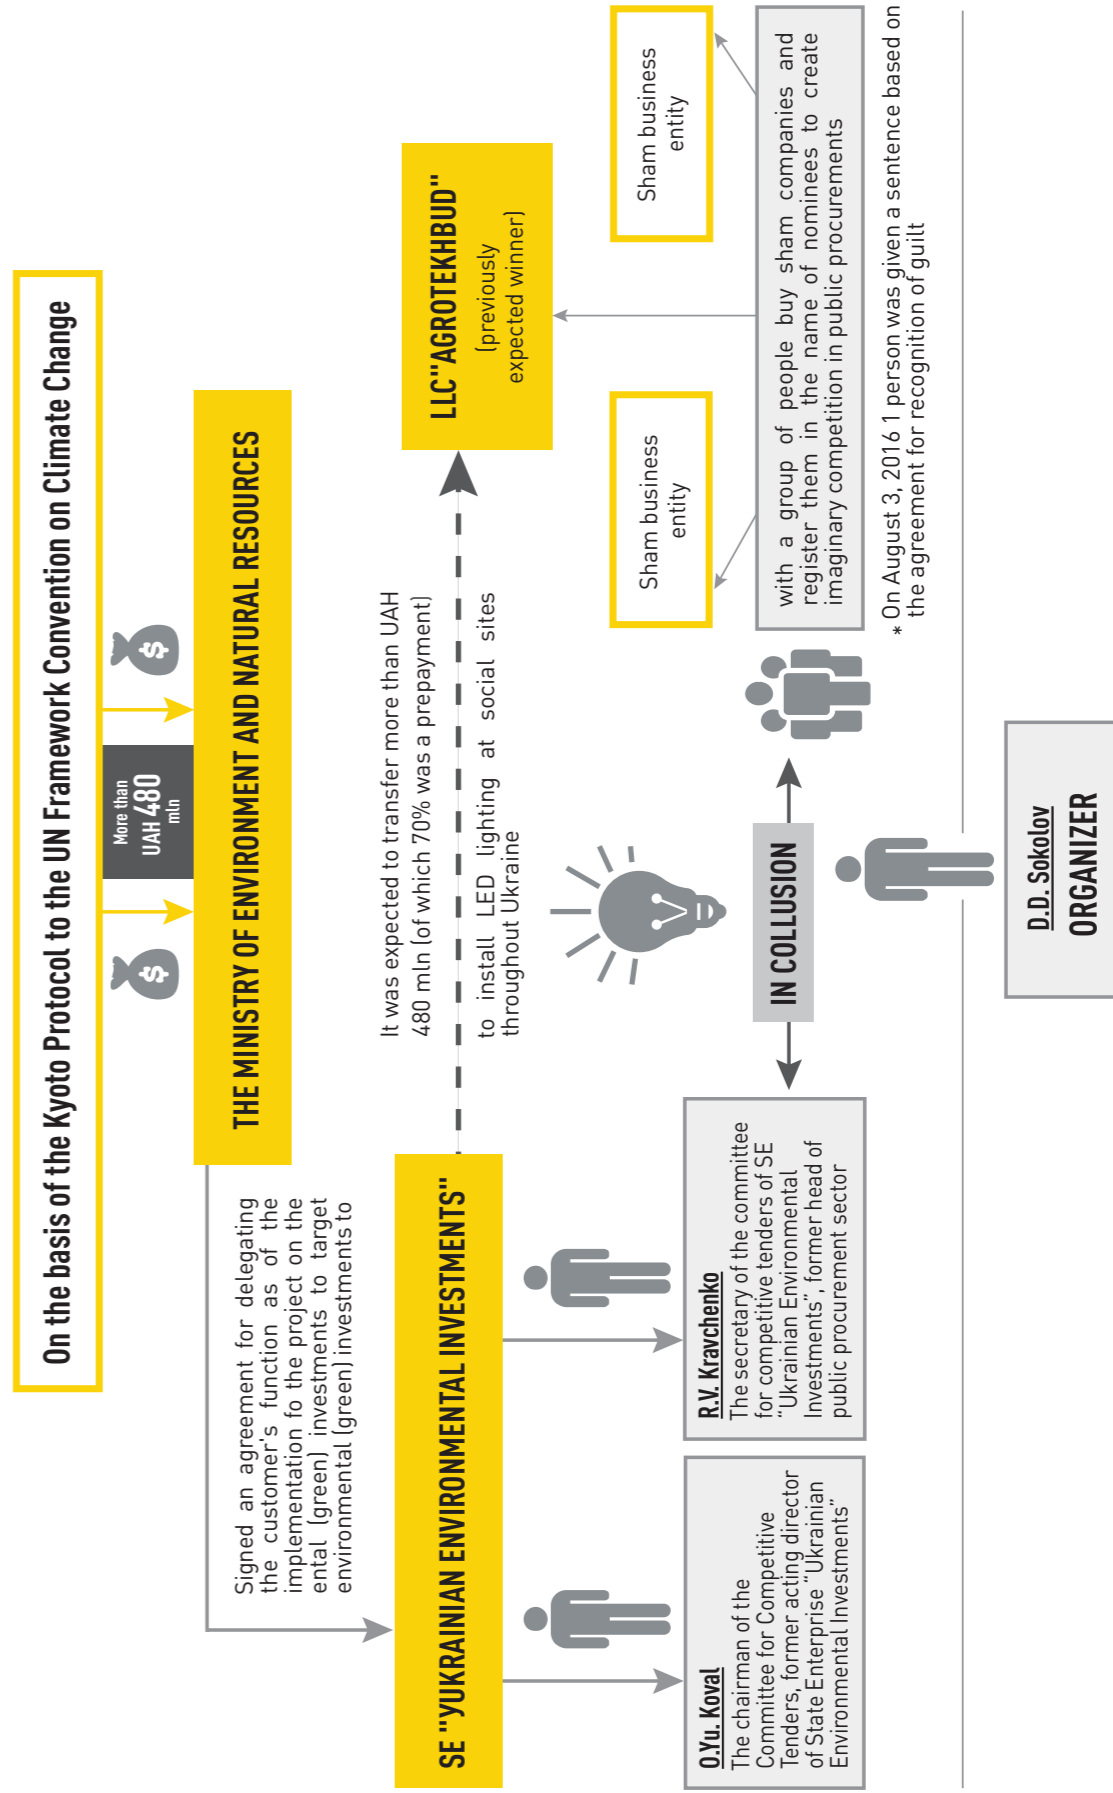 On the basis of the Kyoto Protocol to the UN Framework Convention on Climate Change
$
More than
UAH 480
mln
$
THE MINISTRY OF ENVIRONMENT AND NATURAL RESOURCES
Signed an agreement for delegating
the customer's function as of the
implementation fo the project on the
ental (green) investments to target
environmental (green) investments to
SE "YUKRAINIAN ENVIRONMENTAL INVESTMENTS"
It was expected to transfer more than UAH
480 mln (of which 70% was a prepayment)
to install LED lighting at social sites
throughout Ukraine
LLC"AGROTEKHBUD"
(previously
expected winner)
O.Yu. Koval
The chairman of the
Committee for Competitive
Tenders, former acting director
of State Enterprise “Ukrainian
Environmental Investments”
R.V. Kravchenko
The secretary of the committee
for competitive tenders of SE
“Ukrainian Environmental
Investments”, former head of
public procurement sector
IN COLLUSION
Sham business
entity
Sham business
entity
with a group of people buy sham companies and
register them in the name of nominees to create
imaginary competition in public procurements
* On August 3, 2016 1 person was given a sentence based on
the agreement for recognition of guilt
D.D. Sokolov
ORGANIZER